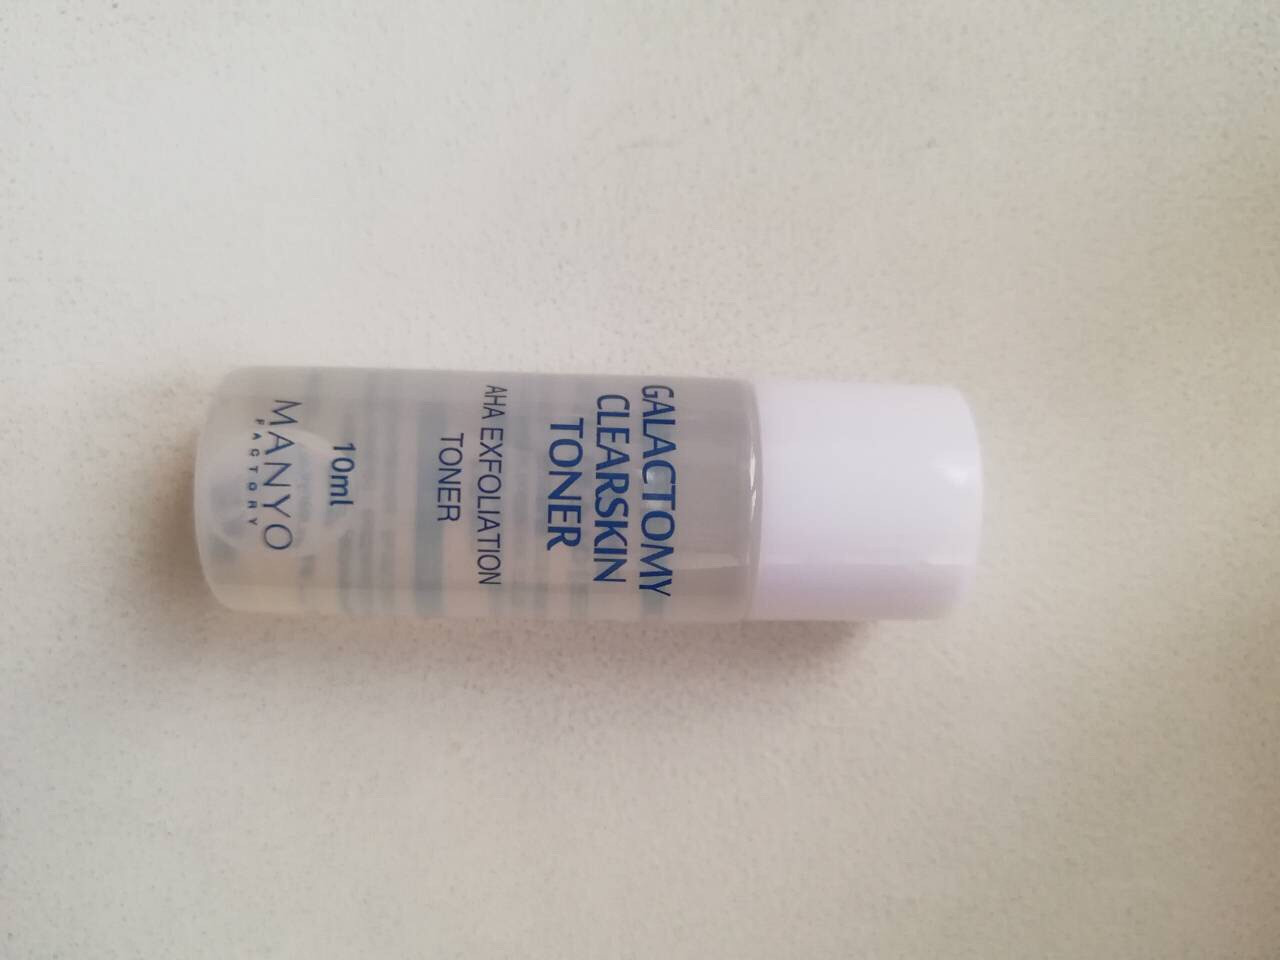 GALACTOMY
CLEARSKIN
TONER
AHA EXFOLIATION
TONER
10ml
MANYO
FACTORY